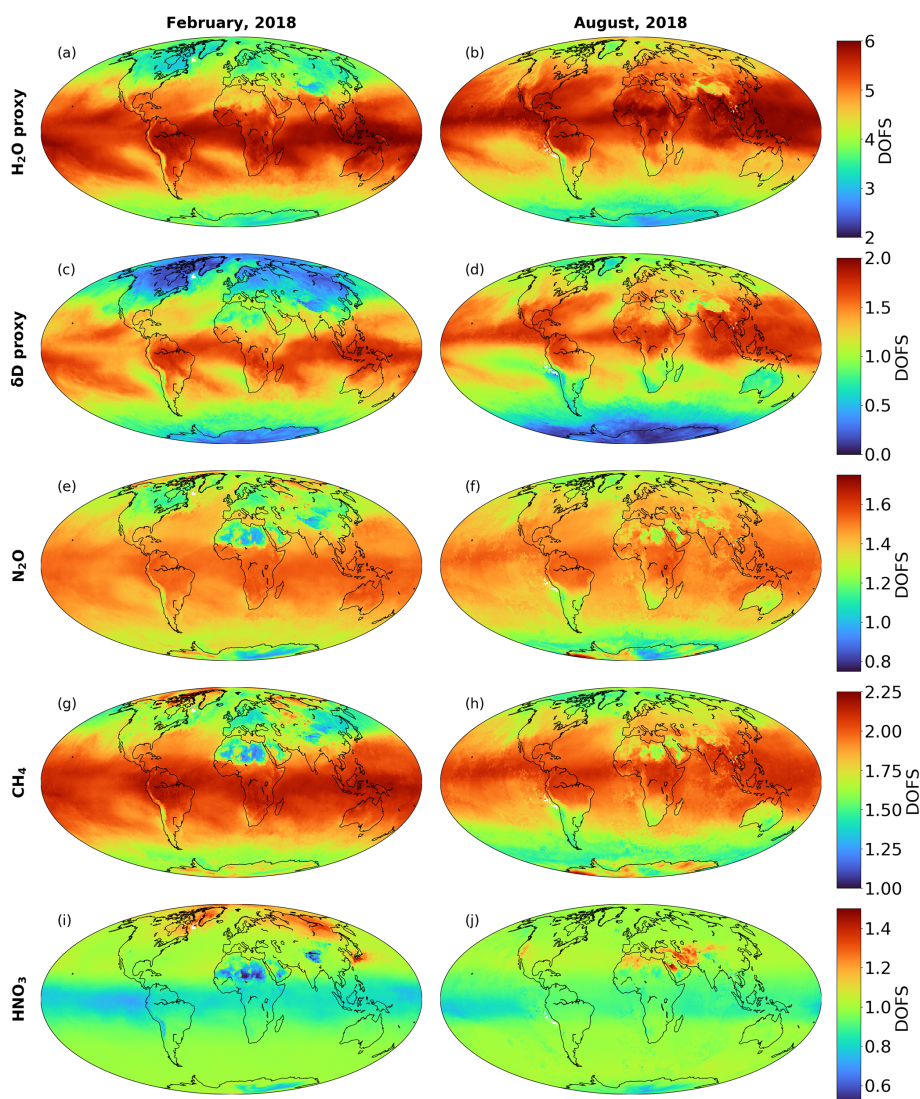 February, 2018 August, 2018
(a) (b)
H₂O proxy
6
5
4
3
2
DOFS
(c) (d)
δD proxy
2.0
1.5
1.0
0.5
0.0
DOFS
(e) (f)
N₂O
1.6
1.4
1.2
1.0
0.8
DOFS
(g) (h)
CH₄
2.25
2.00
1.75
1.50
1.25
1.00
DOFS
(i) (j)
HNO₃
1.4
1.2
1.0
0.8
0.6
DOFS